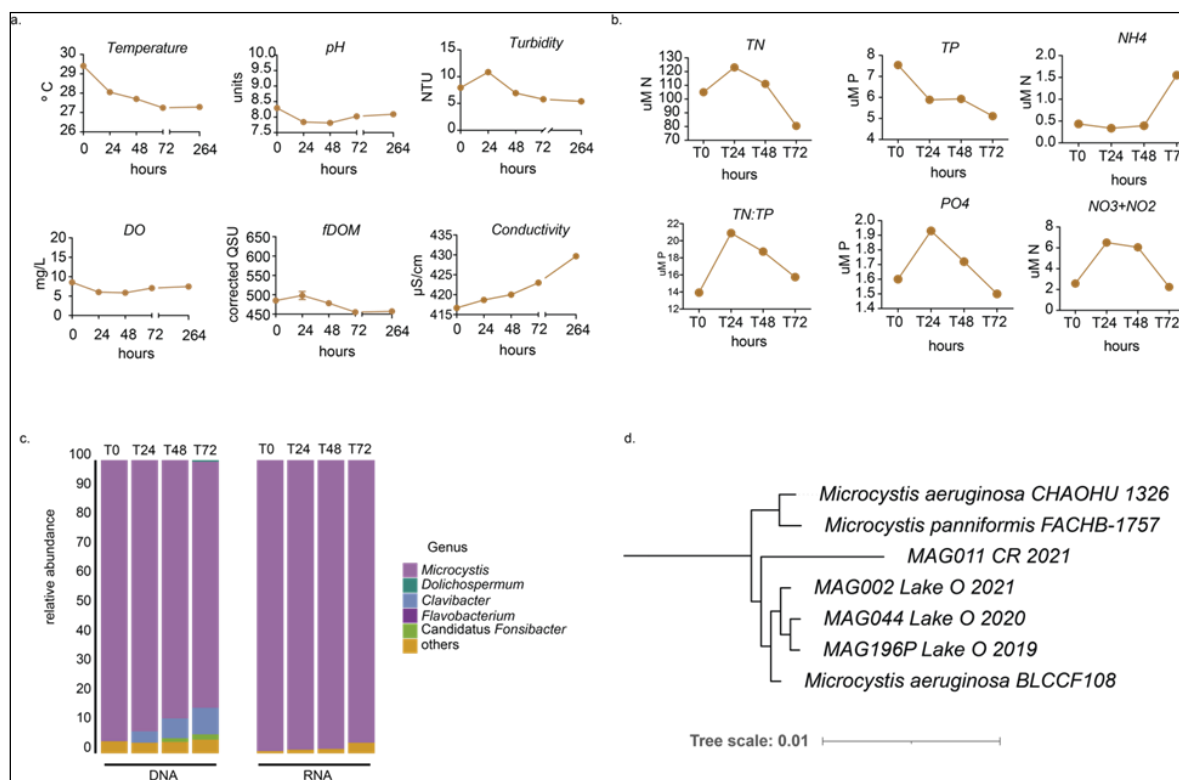 a.
Temperature
30
29
28
27
26
º C
0 24 48 72 264
hours
pH
10.0
9.5
9.0
8.5
8.0
7.5
units
0 24 48 72 264
hours
Turbidity
15
10
5
0
NTU
0 24 48 72 264
hours
DO
20
15
10
5
0
mg/L
0 24 48 72 264
hours
fDOM
650
600
550
500
450
corrected QSU
0 24 48 72 264
hours
Conductivity
435
430
425
420
415
µS/cm
0 24 48 72 264
hours
b.
TN
130
120
110
100
90
80
70
uM N
T0 T24 T48 T72
hours
TP
8
7
6
5
4
uM P
T0 T24 T48 T72
hours
NH4
2.0
1.5
1.0
0.5
0.0
uM N
T0 T24 T48 T7
hours
TN:TP
22
20
18
16
14
12
uM P
T0 T24 T48 T72
hours
PO4
2.0
1.9
1.8
1.7
1.6
1.5
1.4
uM P
T0 T24 T48 T72
hours
NO3+NO2
8
6
4
2
0
uM N
T0 T24 T48 T72
hours
c.
T0 T24 T48 T72
T0 T24 T48 T72
100
90
80
70
60
50
40
30
20
10
0
relative abundance
DNA
RNA
Genus
Microcystis
Dolichospermum
Clavibacter
Flavobacterium
Candidatus Fonsibacter
others
d.
Microcystis aeruginosa CHAOHU 1326
Microcystis panniformis FACHB-1757
MAG011 CR 2021
MAG002 Lake O 2021
MAG044 Lake O 2020
MAG196P Lake O 2019
Microcystis aeruginosa BLCCF108
Tree scale: 0.01